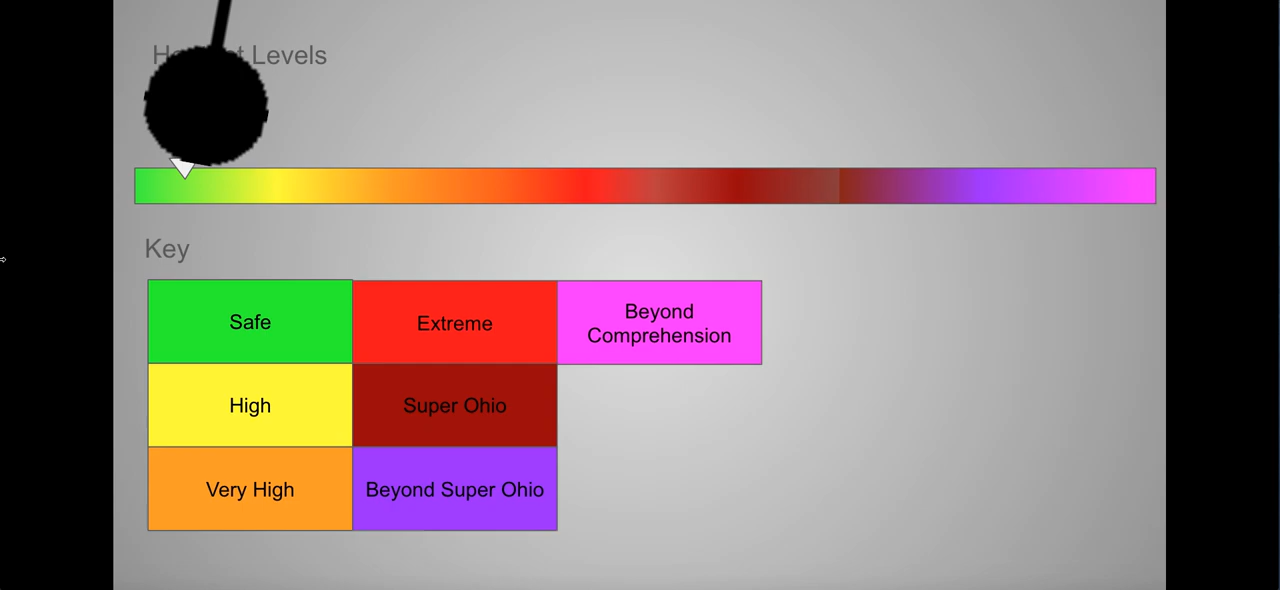 Levels
Key
Safe
Extreme
Beyond
Comprehension
High
Super Ohio
Very High
Beyond Super Ohio